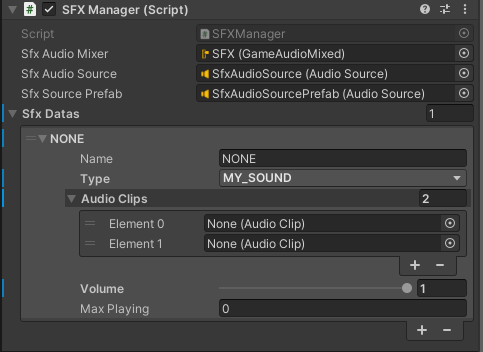 # SFX Manager (Script)
Script SFXManager
Sfx Audio Mixer SFX (GameAudioMixed)
Sfx Audio Source SfxAudioSource (Audio Source)
Sfx Source Prefab SfxAudioSourcePrefab (Audio Source)
Sfx Datas 1
NONE
Name NONE
Type MY_SOUND
Audio Clips 2
Element 0 None (Audio Clip)
Element 1 None (Audio Clip)
+ −
Volume 1
Max Playing 0
+ −